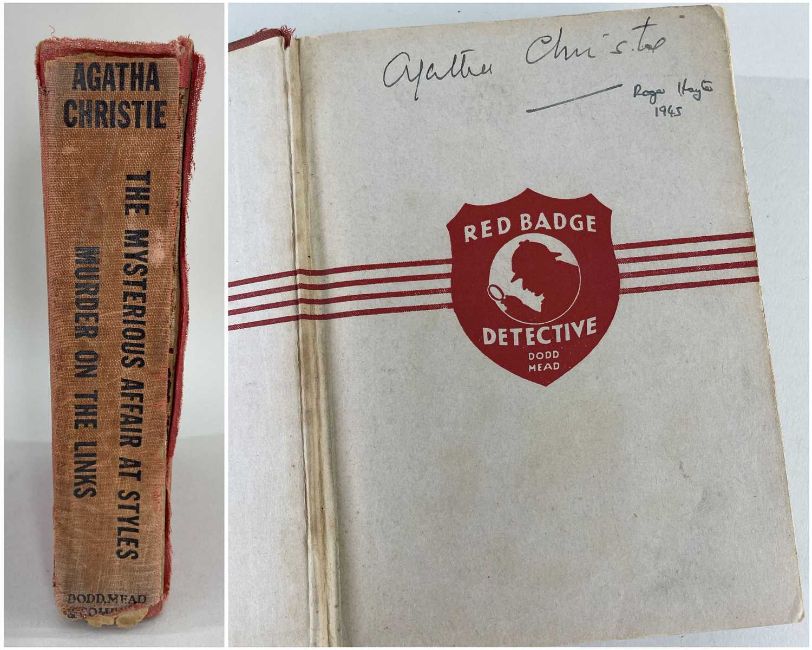 AGATHA
CHRISTIE
THE MYSTERIOUS AFFAIR AT STYLES
MURDER ON THE LINKS
DODD, MEAD
Agatha Christie
Roger
1945
RED BADGE
DETECTIVE
DODD
MEAD